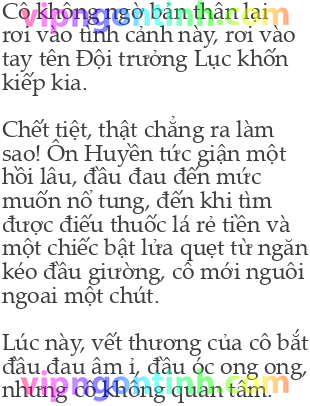 Cô không ngờ bản thân lại
rơi vào tình cảnh này, rơi vào
tay tên Đội trưởng Lục khốn
kiếp kia.
Chết tiệt, thật chẳng ra làm
sao! Ôn Huyền tức giận một
hồi lâu, đầu đau đến mức
muốn nổ tung, đến khi tìm
được điếu thuốc lá rẻ tiền và
một chiếc bật lửa quẹt từ ngăn
kéo đầu giường, cô mới nguôi
ngoai một chút.
Lúc này, vết thương của cô bắt
đầu đau âm ỉ, đầu óc ong ong,
nhưng cô không quan tâm.
vipngontinh.com
vipngontinh.com